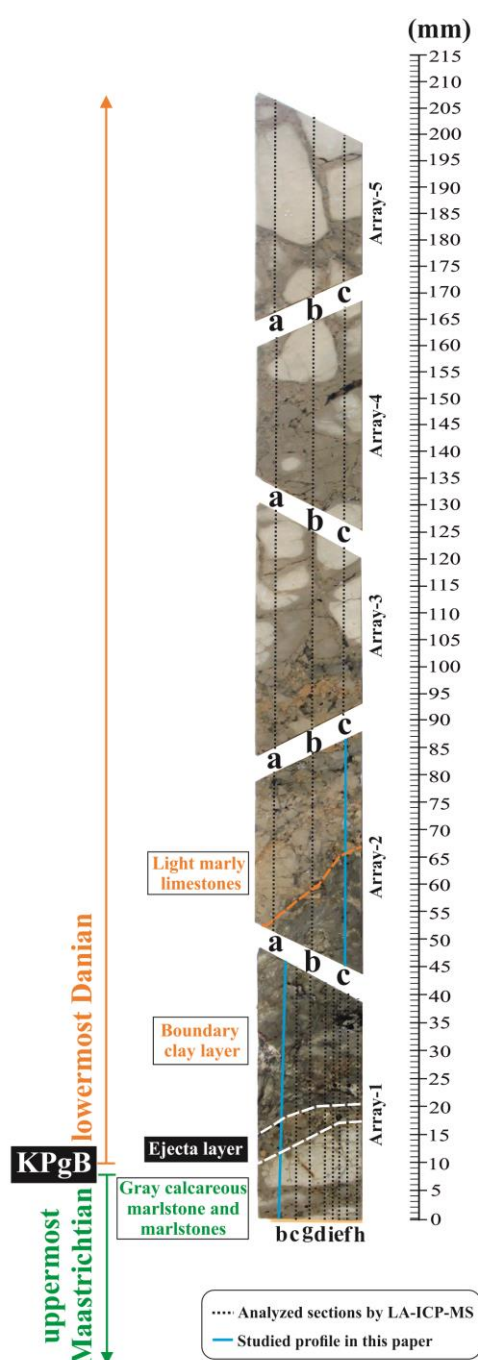 (mm)
215
210
205
200
195
190
185
180
175
170
165
160
155
150
145
140
135
130
125
120
115
110
105
100
95
90
85
80
75
70
65
60
55
50
45
40
35
30
25
20
15
10
5
0
Array-5
a b c
Array-4
a b c
Array-3
a b c
Array-2
a b c
Array-1
bcgdiefh
Light marly
limestones
Boundary
clay layer
Ejecta layer
Gray calcareous
marlstone and
marlstones
lowermost Danian
KPgB
uppermost
Maastrichtian
Analyzed sections by LA-ICP-MS
Studied profile in this paper